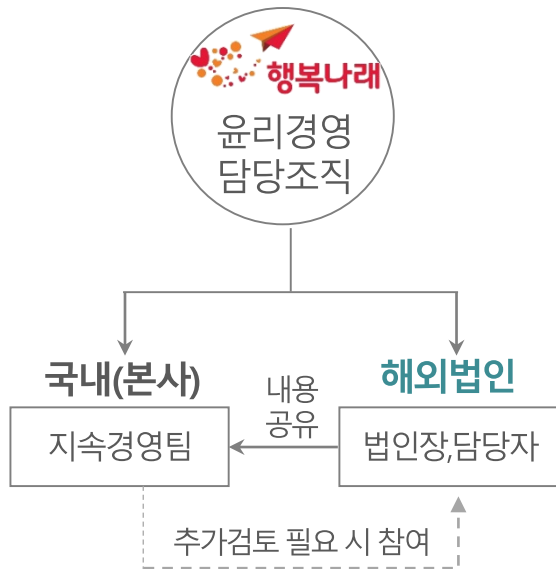 행복나래
윤리경영
담당조직
국내(본사)
해외법인
내용
공유
지속경영팀
법인장,담당자
추가검토 필요 시 참여